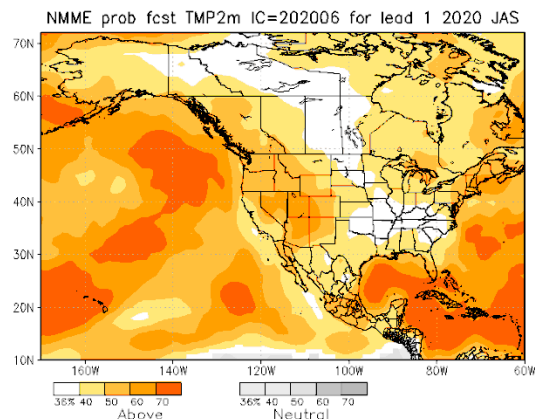 NMME prob fcst TMP2m IC=202006 for lead 1 2020 JAS
70N
60N
50N
40N
30N
20N
10N
160W 140W 120W 100W 80W 60W
36% 40 50 60 70 36% 40 50 60 70
Above Neutral